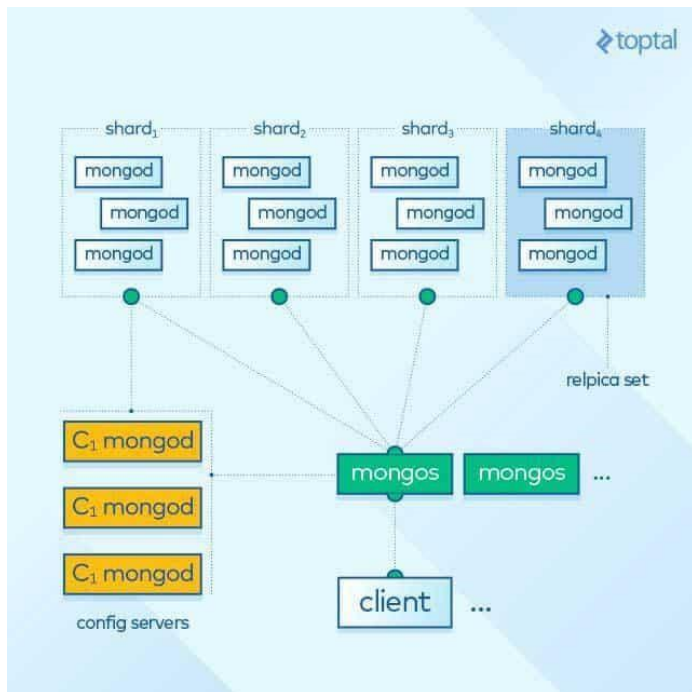 toptal
shard₁ shard₂ shard₃ shard₄
mongod mongod mongod mongod
mongod mongod mongod mongod
mongod mongod mongod mongod
relpica set
C₁ mongod
mongos mongos ...
C₁ mongod
C₁ mongod
client ...
config servers